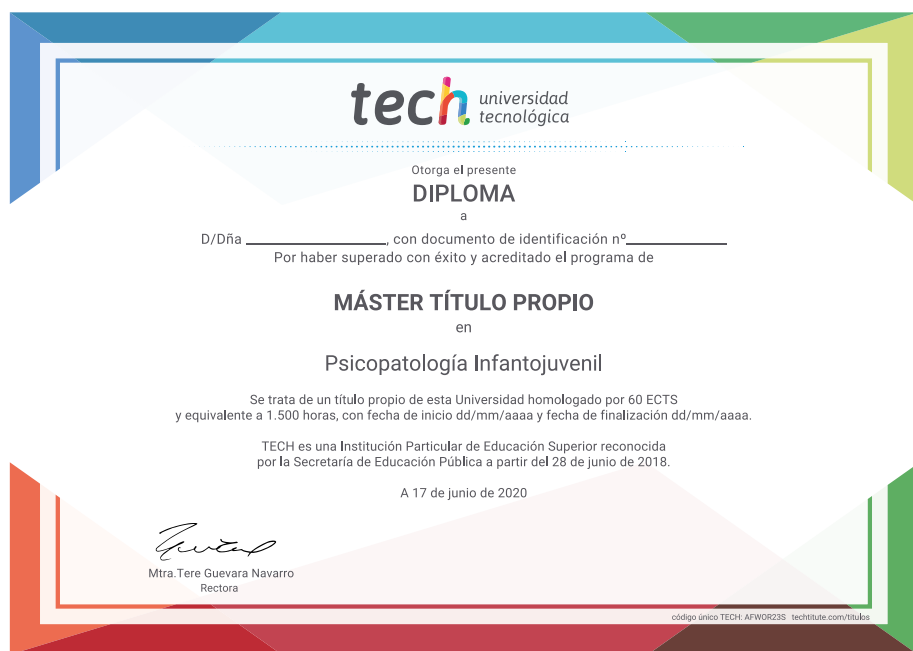 tech universidad
tecnológica
Otorga el presente
DIPLOMA
a
D/Dña ________________, con documento de identificación nº____________
Por haber superado con éxito y acreditado el programa de
MÁSTER TÍTULO PROPIO
en
Psicopatología Infantojuvenil
Se trata de un título propio de esta Universidad homologado por 60 ECTS
y equivalente a 1.500 horas, con fecha de inicio dd/mm/aaaa y fecha de finalización dd/mm/aaaa.
TECH es una Institución Particular de Educación Superior reconocida
por la Secretaría de Educación Pública a partir del 28 de junio de 2018.
A 17 de junio de 2020
Mtra.Tere Guevara Navarro
Rectora
código único TECH: AFWOR23S techtitute.com/titulos